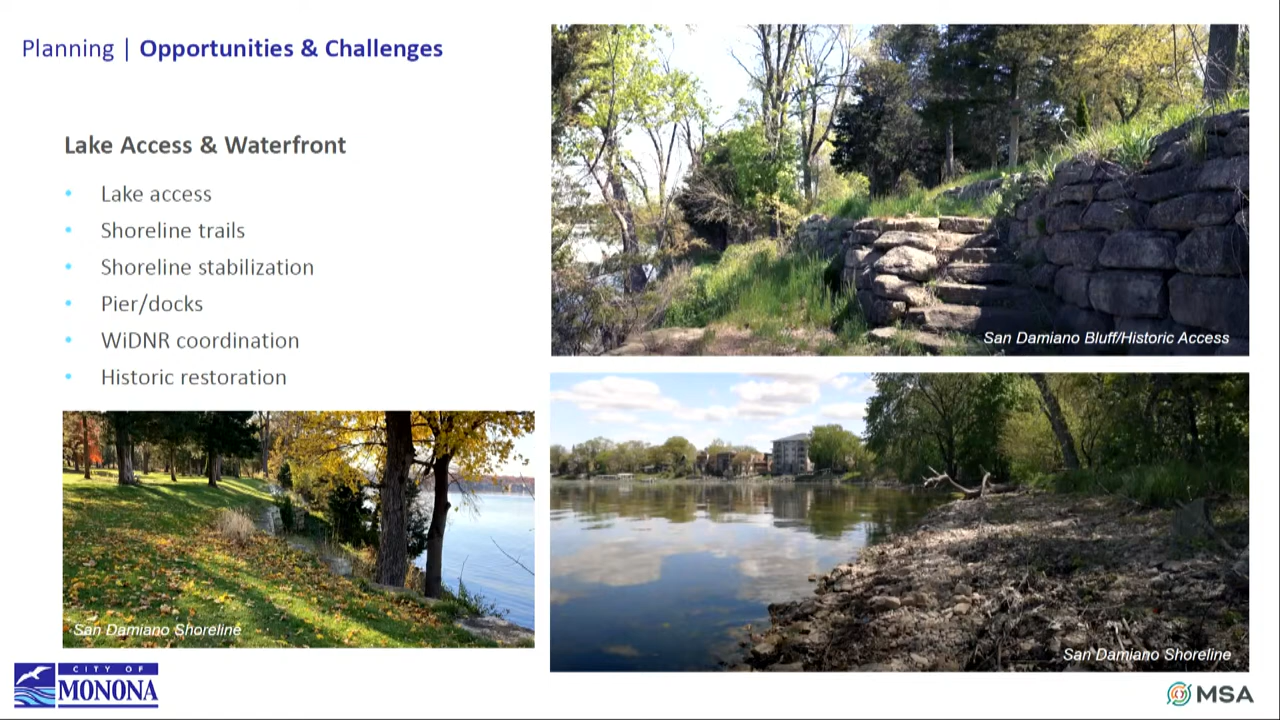 Planning | Opportunities & Challenges
Lake Access & Waterfront
• Lake access
• Shoreline trails
• Shoreline stabilization
• Pier/docks
• WiDNR coordination
• Historic restoration
San Damiano Bluff/Historic Access
San Damiano Shoreline
San Damiano Shoreline
CITY OF
MONONA
MSA